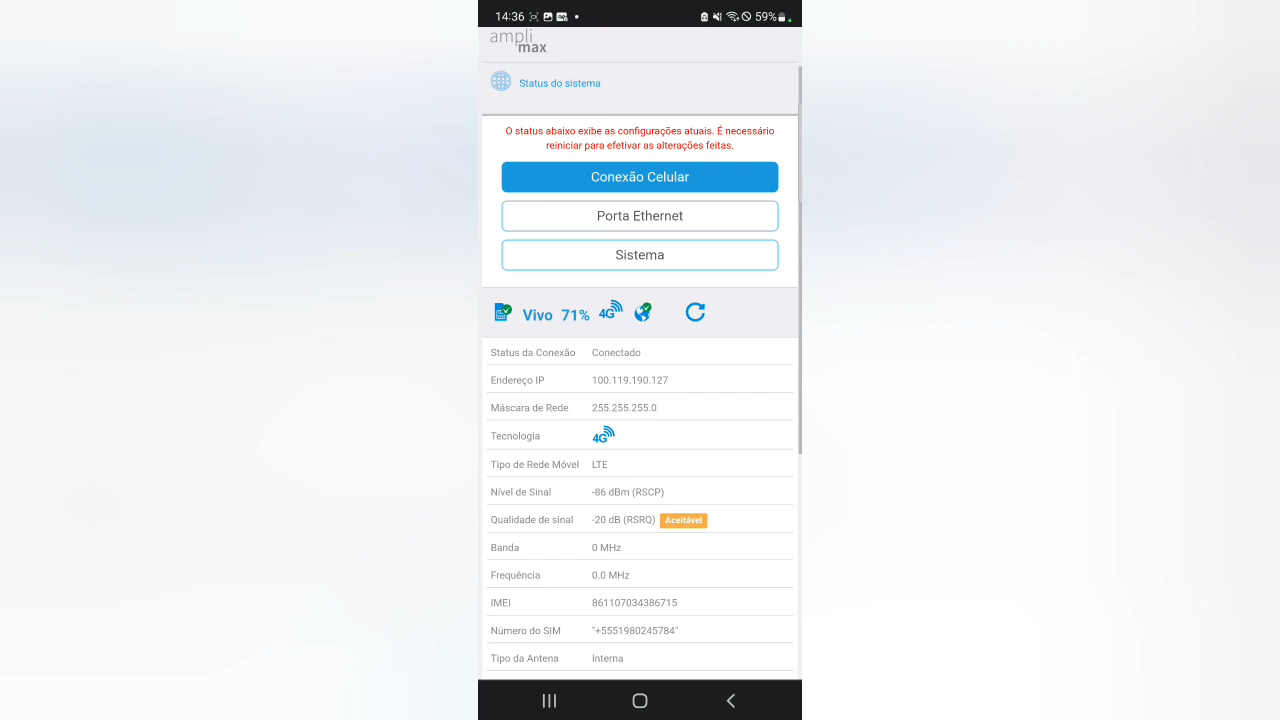 14:36
59%
ampli
max
Status do sistema
O status abaixo exibe as configurações atuais. É necessário
reiniciar para efetivar as alterações feitas.
Conexão Celular
Porta Ethernet
Sistema
Vivo 71% 4G
Status da Conexão Conectado
Endereço IP 100.119.190.127
Máscara de Rede 255.255.255.0
Tecnologia 4G
Tipo de Rede Móvel LTE
Nível de Sinal -86 dBm (RSCP)
Qualidade de sinal -20 dB (RSRQ) Aceitável
Banda 0 MHz
Frequência 0.0 MHz
IMEI 861107034386715
Número do SIM "+5551980245784"
Tipo da Antena Interna